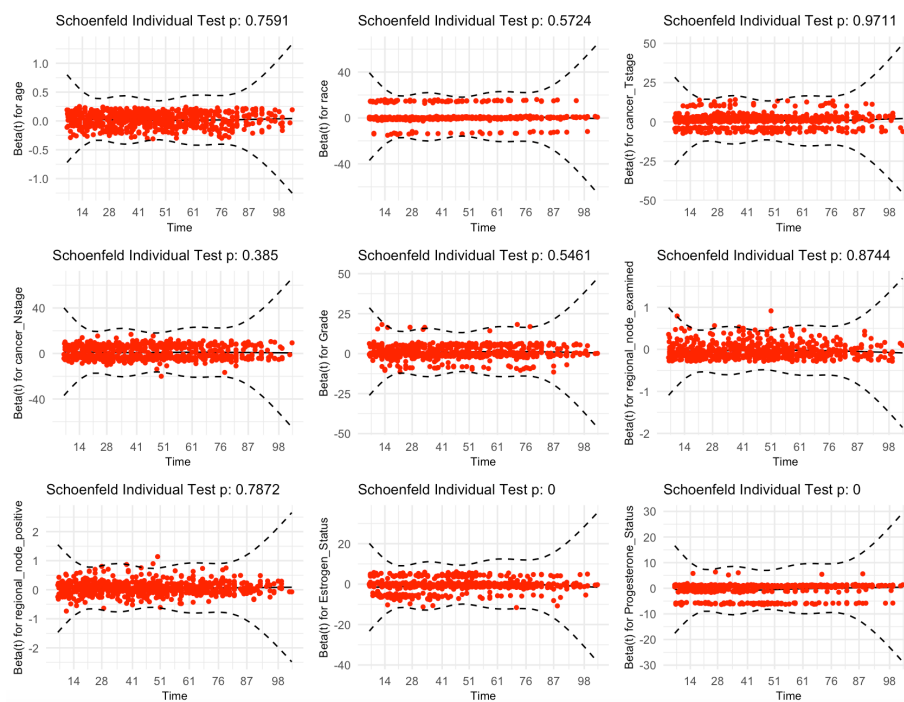 Schoenfeld Individual Test p: 0.7591
Beta(t) for age
1.0
0.5
0.0
-0.5
-1.0
14 28 41 51 61 76 87 98
Time
Schoenfeld Individual Test p: 0.5724
Beta(t) for race
40
0
-40
14 28 41 51 61 76 87 98
Time
Schoenfeld Individual Test p: 0.9711
Beta(t) for cancer_Tstage
50
25
0
-25
-50
14 28 41 51 61 76 87 98
Time
Schoenfeld Individual Test p: 0.385
Beta(t) for cancer_Nstage
40
0
-40
14 28 41 51 61 76 87 98
Time
Schoenfeld Individual Test p: 0.5461
Beta(t) for Grade
50
25
0
-25
-50
14 28 41 51 61 76 87 98
Time
Schoenfeld Individual Test p: 0.8744
Beta(t) for regional_node_examined
1
0
-1
-2
14 28 41 51 61 76 87 98
Time
Schoenfeld Individual Test p: 0.7872
Beta(t) for regional_node_positive
2
1
0
-1
-2
14 28 41 51 61 76 87 98
Time
Schoenfeld Individual Test p: 0
Beta(t) for Estrogen_Status
20
0
-20
-40
14 28 41 51 61 76 87 98
Time
Schoenfeld Individual Test p: 0
Beta(t) for Progesterone_Status
30
20
10
0
-10
-20
-30
14 28 41 51 61 76 87 98
Time